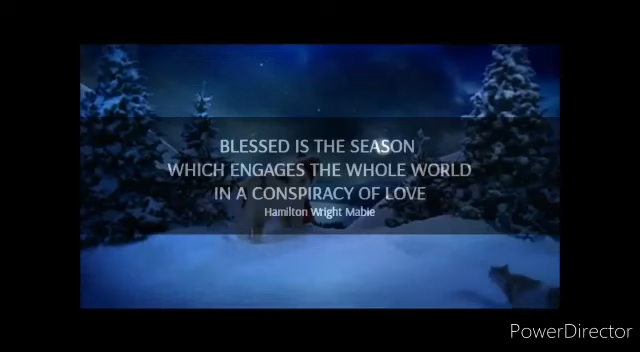 BLESSED IS THE SEASON
WHICH ENGAGES THE WHOLE WORLD
IN A CONSPIRACY OF LOVE
Hamilton Wright Mabie
PowerDirector